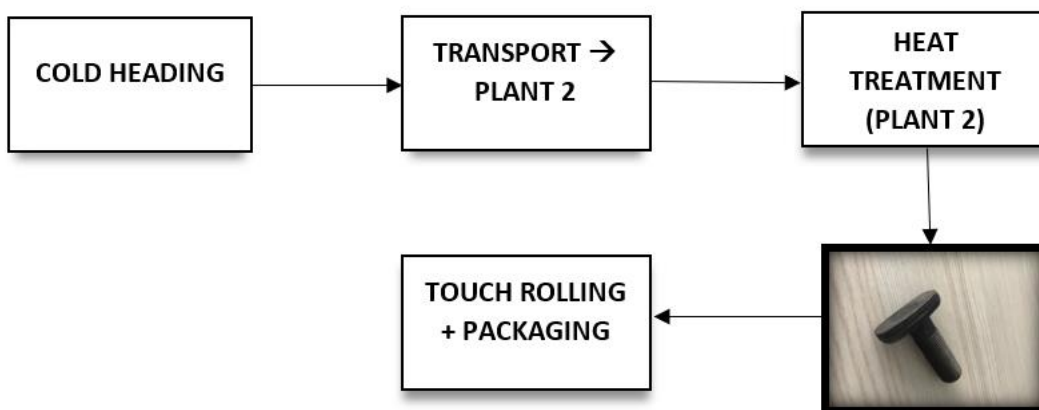 COLD HEADING
TRANSPORT →
PLANT 2
HEAT
TREATMENT
(PLANT 2)
TOUCH ROLLING
+ PACKAGING